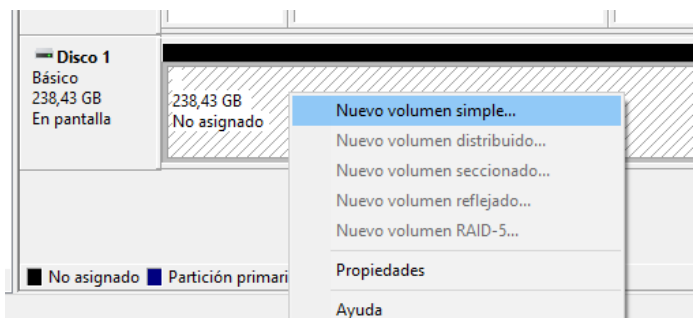 Disco 1
Básico
238,43 GB
En pantalla
238,43 GB
No asignado
Nuevo volumen simple...
Nuevo volumen distribuido...
Nuevo volumen seccionado...
Nuevo volumen reflejado...
Nuevo volumen RAID-5...
Propiedades
Ayuda
No asignado Partición primari